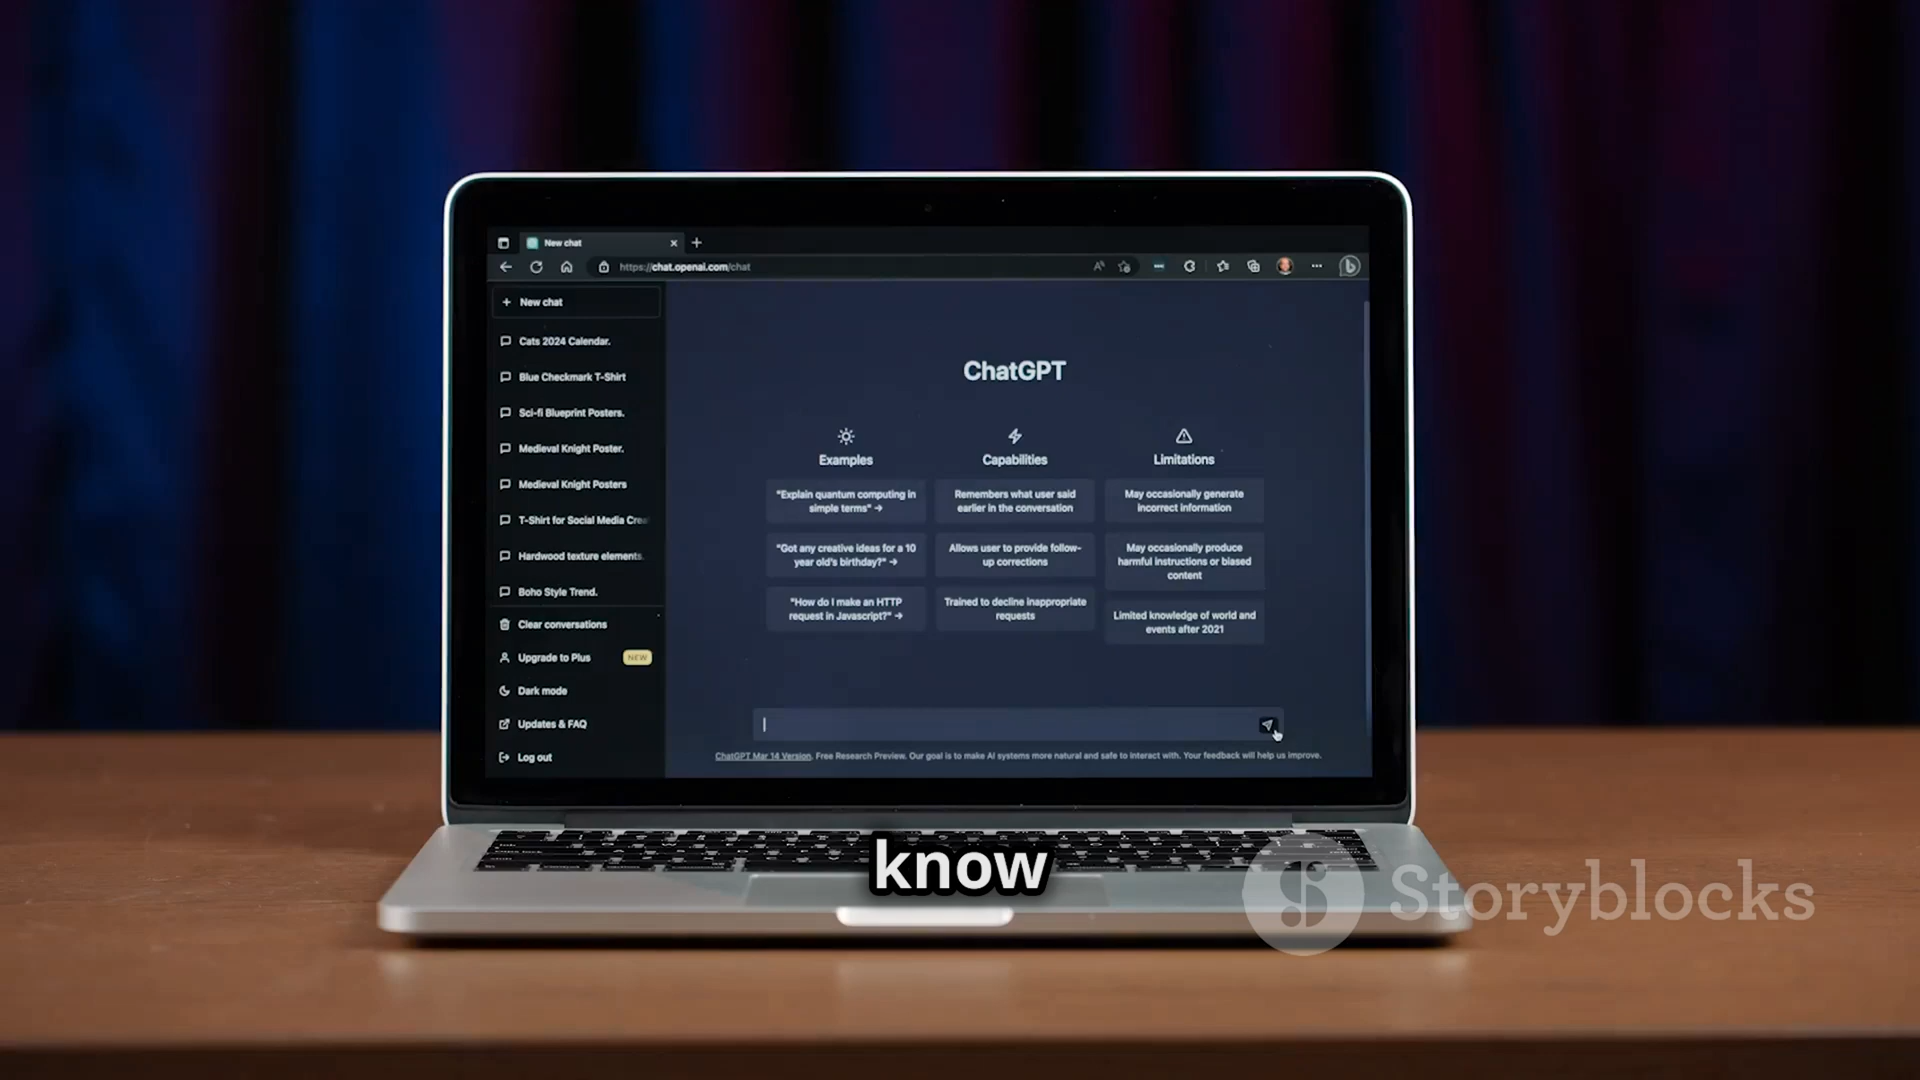 New chat
https://chat.openai.com/chat
New chat
Cats 2024 Calendar.
Blue Checkmark T-Shirt
Sci-fi Blueprint Posters.
Medieval Knight Poster.
Medieval Knight Posters
T-Shirt for Social Media Crea
Hardwood texture elements.
Boho Style Trend.
Clear conversations
Upgrade to Plus
NEW
Dark mode
Updates & FAQ
Log out
ChatGPT
Examples
"Explain quantum computing in
simple terms" →
"Got any creative ideas for a 10
year old's birthday?" →
"How do I make an HTTP
request in Javascript?" →
Capabilities
Remembers what user said
earlier in the conversation
Allows user to provide follow-
up corrections
Trained to decline inappropriate
requests
Limitations
May occasionally generate
incorrect information
May occasionally produce
harmful instructions or biased
content
Limited knowledge of world and
events after 2021
ChatGPT Mar 14 Version. Free Research Preview. Our goal is to make AI systems more natural and safe to interact with. Your feedback will help us improve.
know
Storyblocks